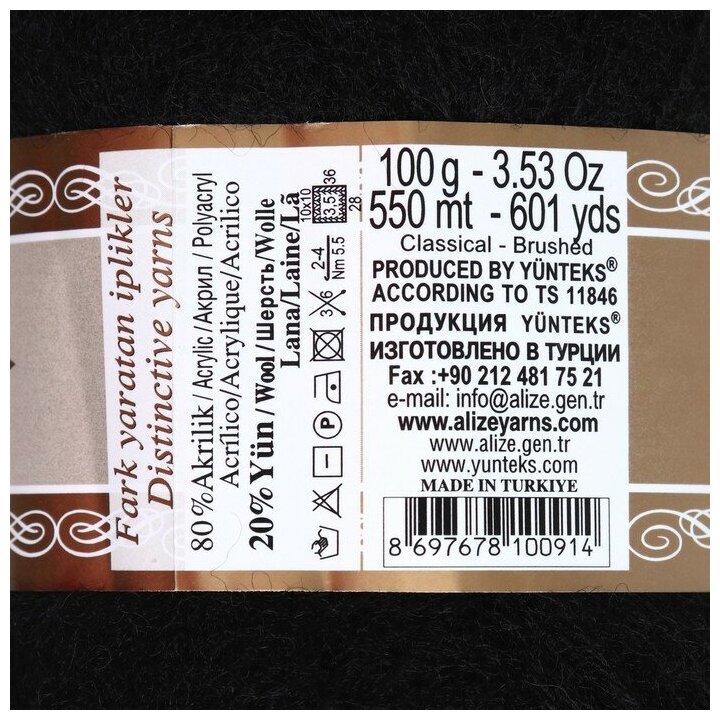 Fark yaratan iplikler
Distinctive yarns
80%Akrilik / Acrylic / Акрил / Polyacryl
Acrílico/Acrylique/Acrilico
20%Yün / Wool / Шерсть/Wolle
Lana/Laine/Lã
10x10
36
28
2-4
Nm 5.5
3
6
P
100 g - 3.53 Oz
550 mt - 601 yds
Classical - Brushed
PRODUCED BY YÜNTEKS®
ACCORDING TO TS 11846
ПРОДУКЦИЯ YÜNTEKS®
ИЗГОТОВЛЕНО В ТУРЦИИ
Fax :+90 212 481 75 21
e-mail: info@alize.gen.tr
www.alizeyarns.com
www.alize.gen.tr
www.yunteks.com
MADE IN TURKIYE
8 697678 100914